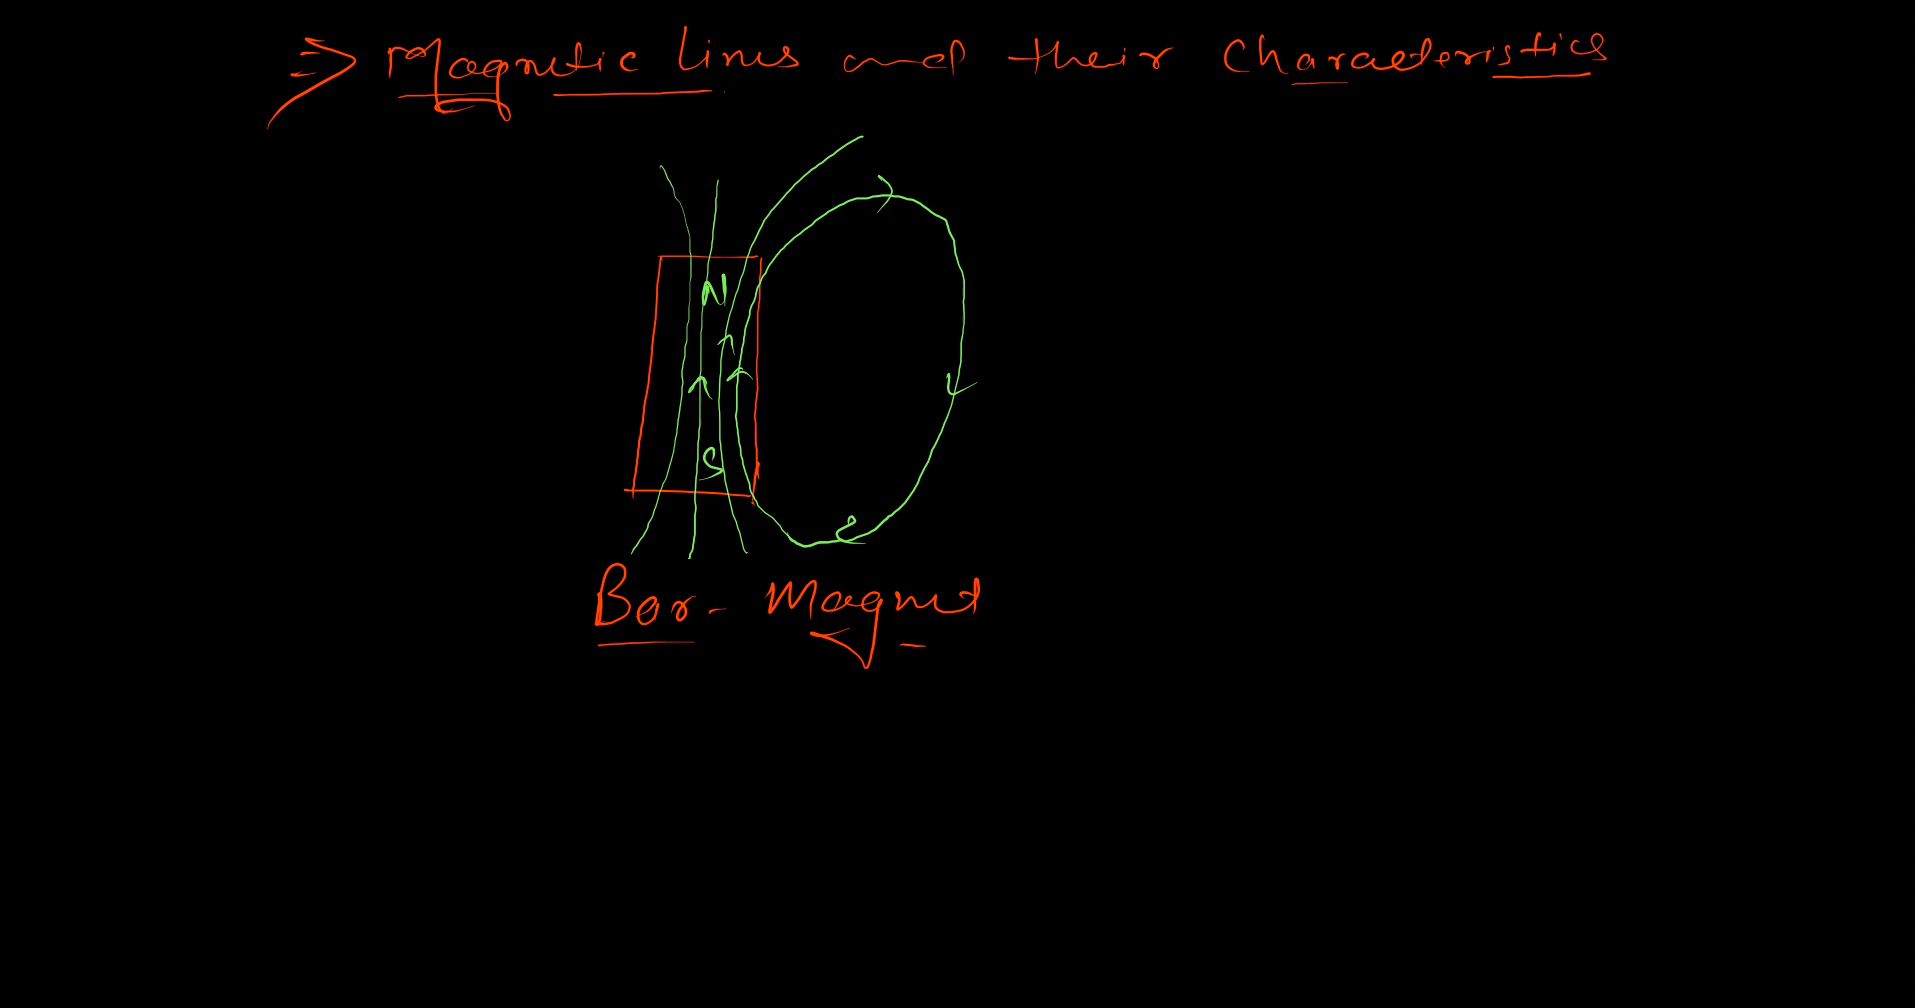 ⇒ Magnetic lines and their Characteristics
N
S
Bar-Magnet